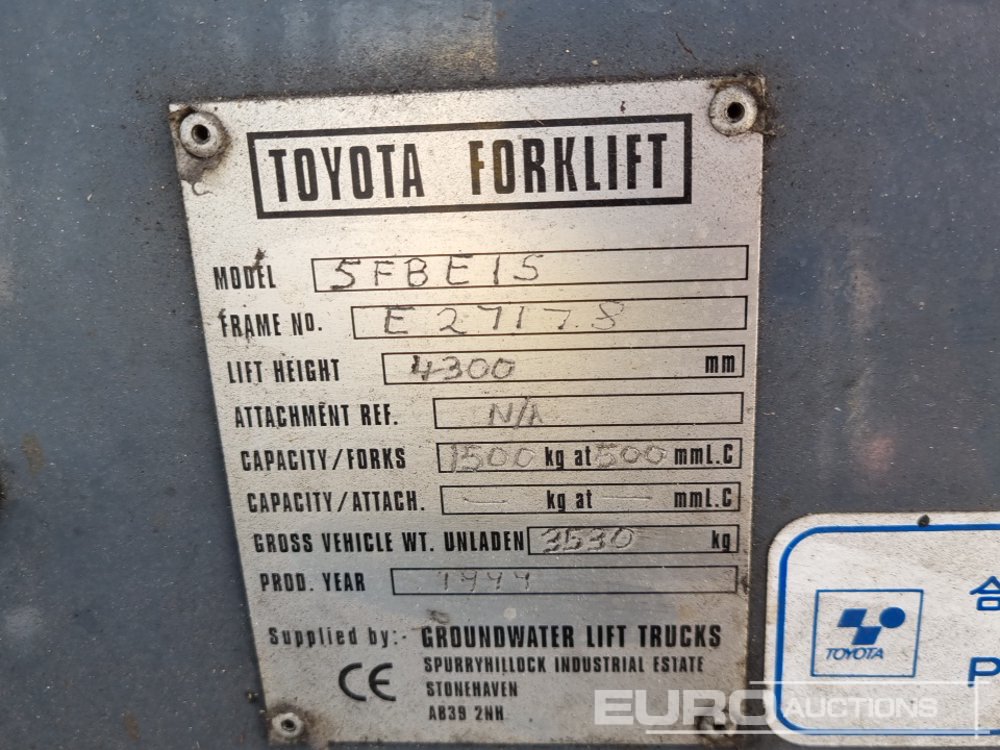 TOYOTA FORKLIFT
MODEL 5FBE15
FRAME NO. E27178
LIFT HEIGHT 4300 mm
ATTACHMENT REF. N/A
CAPACITY/FORKS 1500 kg at 500 mmL.C
CAPACITY/ATTACH. — kg at — mmL.C
GROSS VEHICLE WT. UNLADEN 3530 kg
PROD. YEAR 1999
Supplied by:- GROUNDWATER LIFT TRUCKS
SPURRYHILLOCK INDUSTRIAL ESTATE
STONEHAVEN
AB39 2NH
CE
合
TOYOTA
P
EURO AUCTIONS